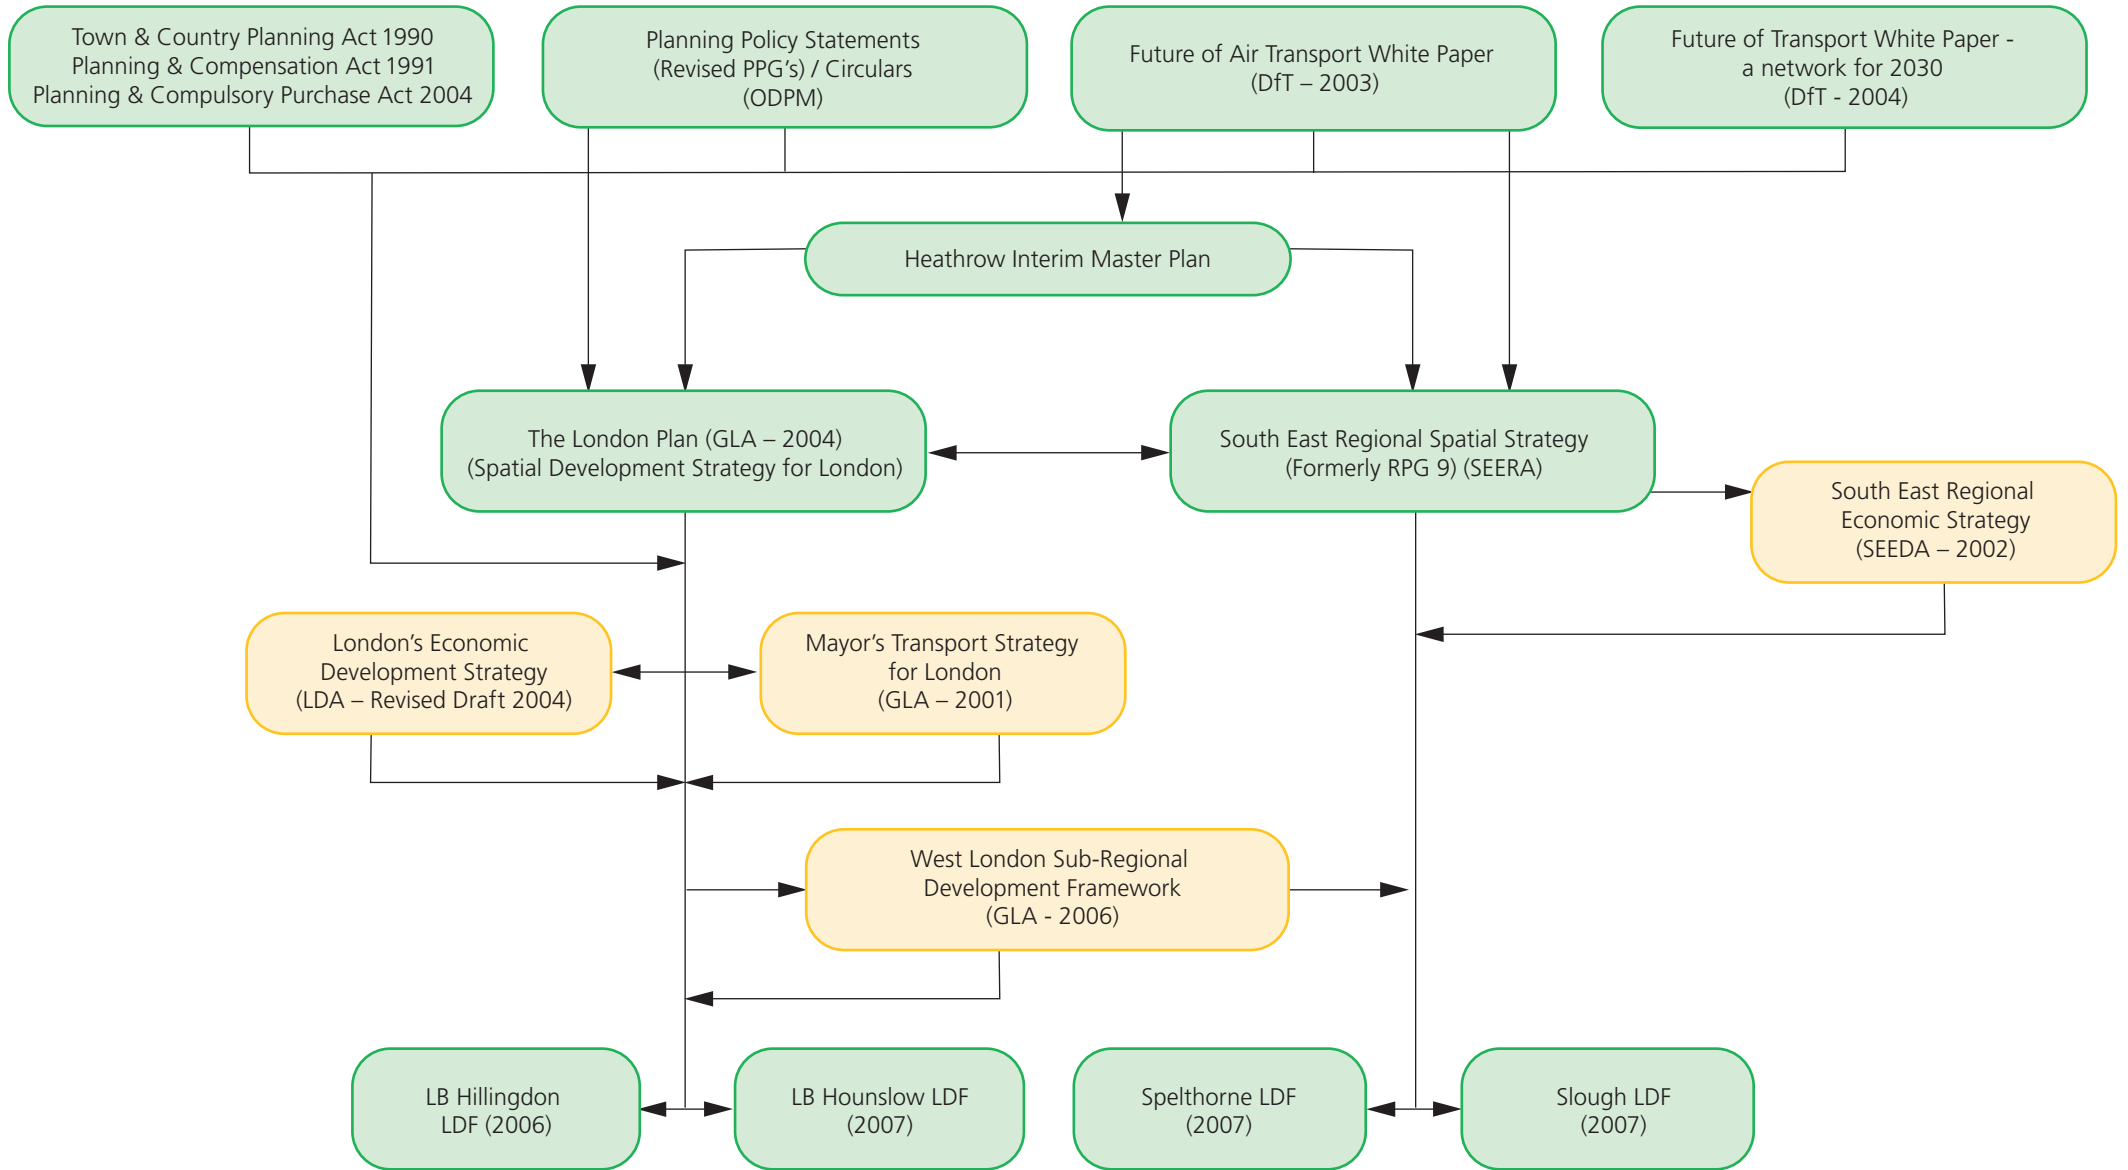 Town & Country Planning Act 1990
Planning & Compensation Act 1991
Planning & Compulsory Purchase Act 2004
Planning Policy Statements
(Revised PPG's) / Circulars
(ODPM)
Future of Air Transport White Paper
(DfT – 2003)
Future of Transport White Paper -
a network for 2030
(DfT - 2004)
Heathrow Interim Master Plan
The London Plan (GLA – 2004)
(Spatial Development Strategy for London)
South East Regional Spatial Strategy
(Formerly RPG 9) (SEERA)
South East Regional
Economic Strategy
(SEEDA – 2002)
London’s Economic
Development Strategy
(LDA – Revised Draft 2004)
Mayor’s Transport Strategy
for London
(GLA – 2001)
West London Sub-Regional
Development Framework
(GLA - 2006)
LB Hillingdon
LDF (2006)
LB Hounslow LDF
(2007)
Spelthorne LDF
(2007)
Slough LDF
(2007)